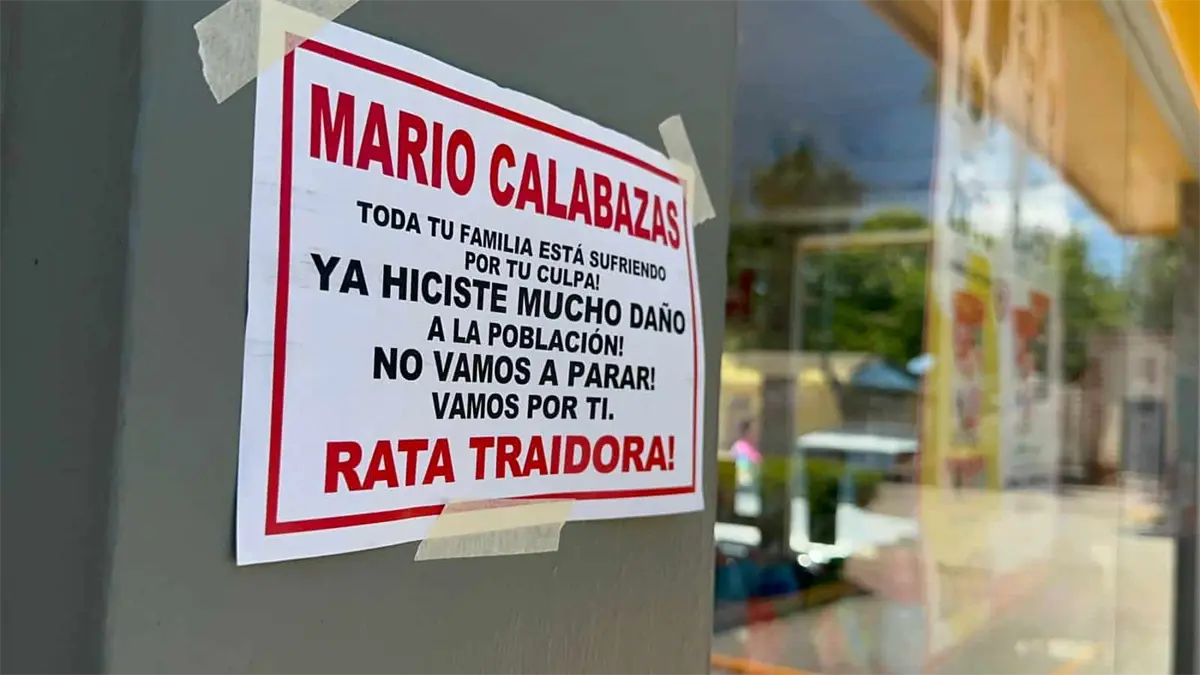 MARIO CALABAZAS
TODA TU FAMILIA ESTÁ SUFRIENDO
POR TU CULPA!
YA HICISTE MUCHO DAÑO
A LA POBLACIÓN!
NO VAMOS A PARAR!
VAMOS POR TI.
RATA TRAIDORA!